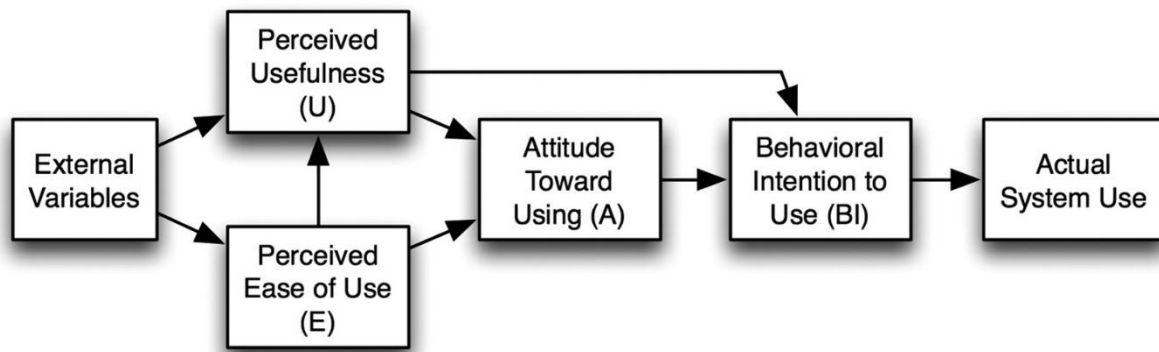 External
Variables
Perceived
Usefulness
(U)
Perceived
Ease of Use
(E)
Attitude
Toward
Using (A)
Behavioral
Intention to
Use (BI)
Actual
System Use